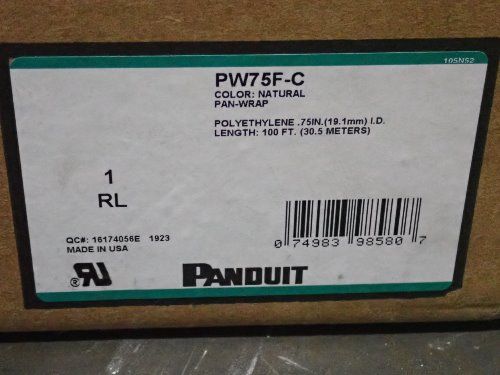 105N52
PW75F-C
COLOR: NATURAL
PAN-WRAP
POLYETHYLENE .75IN.(19.1mm) I.D.
LENGTH: 100 FT. (30.5 METERS)
1
RL
QC#: 16174056E 1923
MADE IN USA
0 74983 98580 7
RU®
PANDUIT